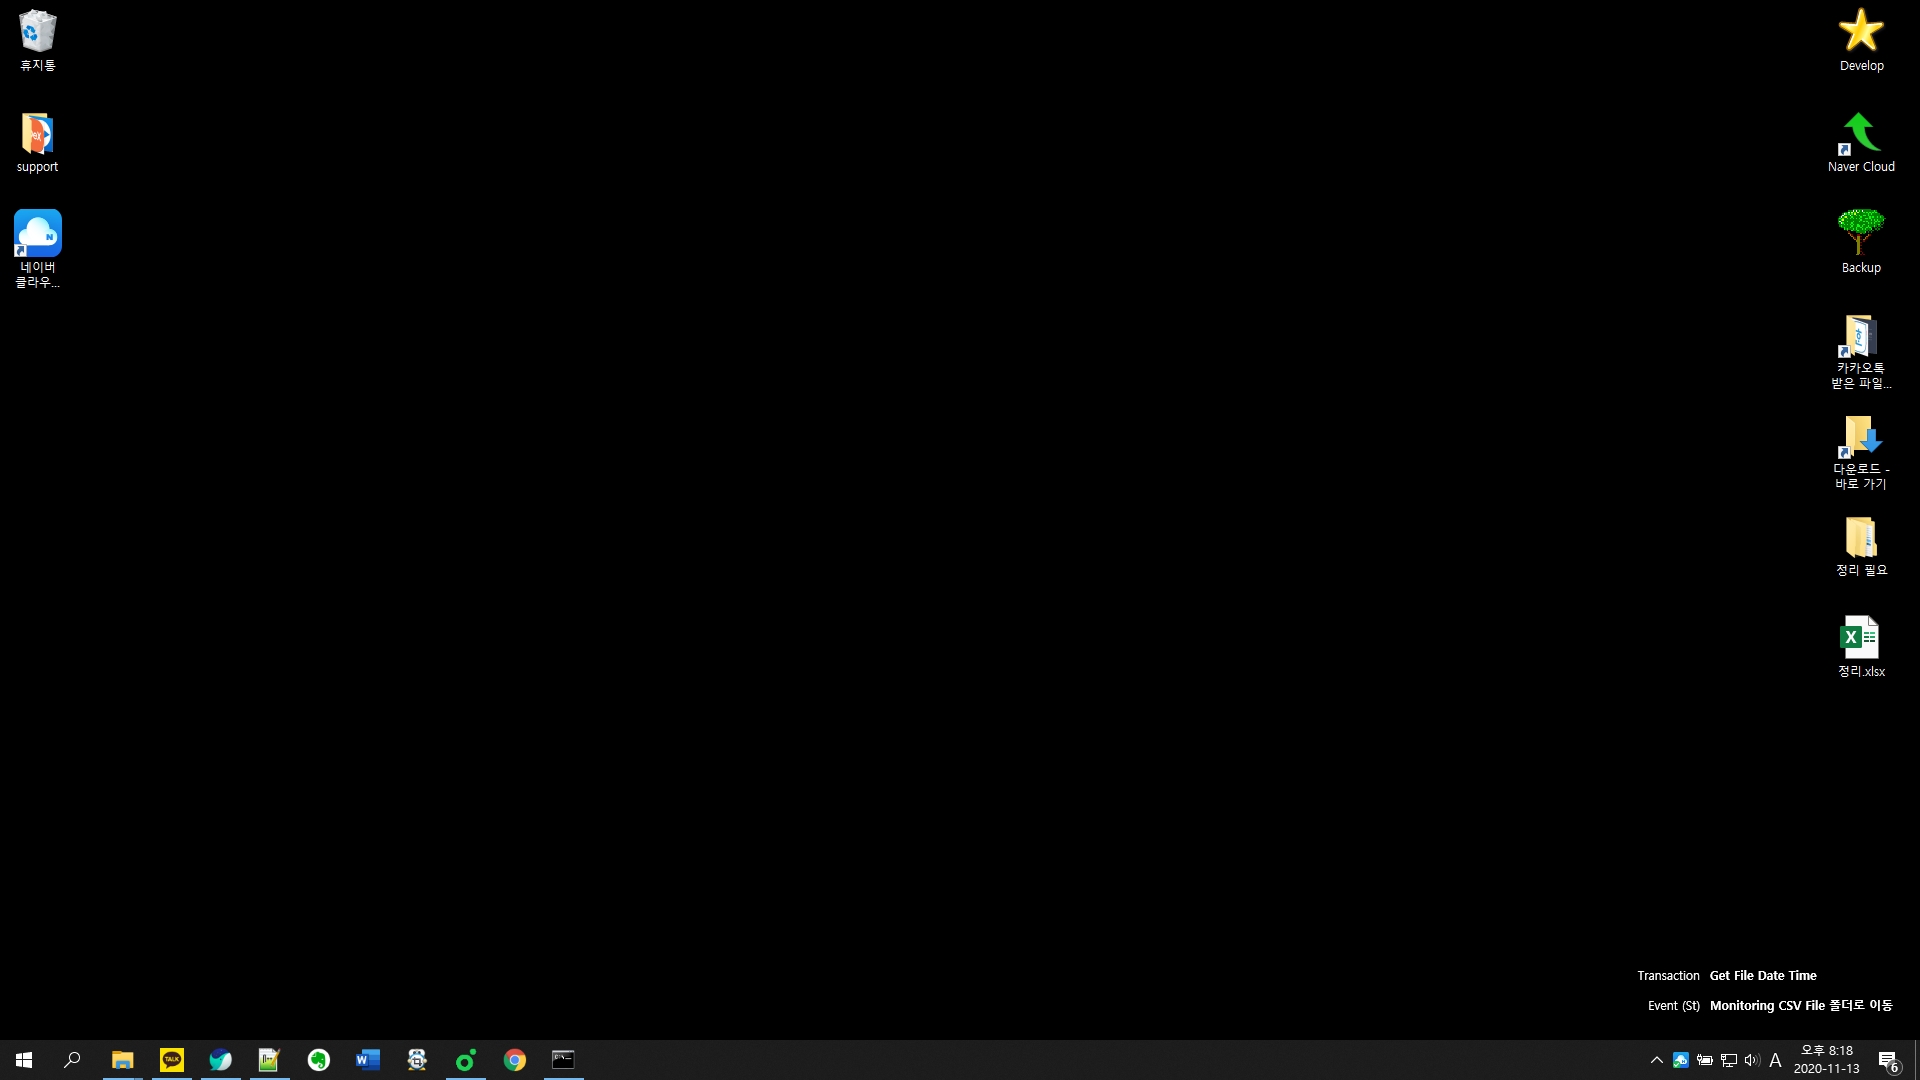 휴지통
support
네이버
클라우...
Develop
Naver Cloud
Backup
카카오톡
받은 파일...
다운로드 -
바로 가기
정리 필요
X
정리.xlsx
Transaction Get File Date Time
Event (St) Monitoring CSV File 폴더로 이동
TALK
W
A
오후 8:18
2020-11-13
6